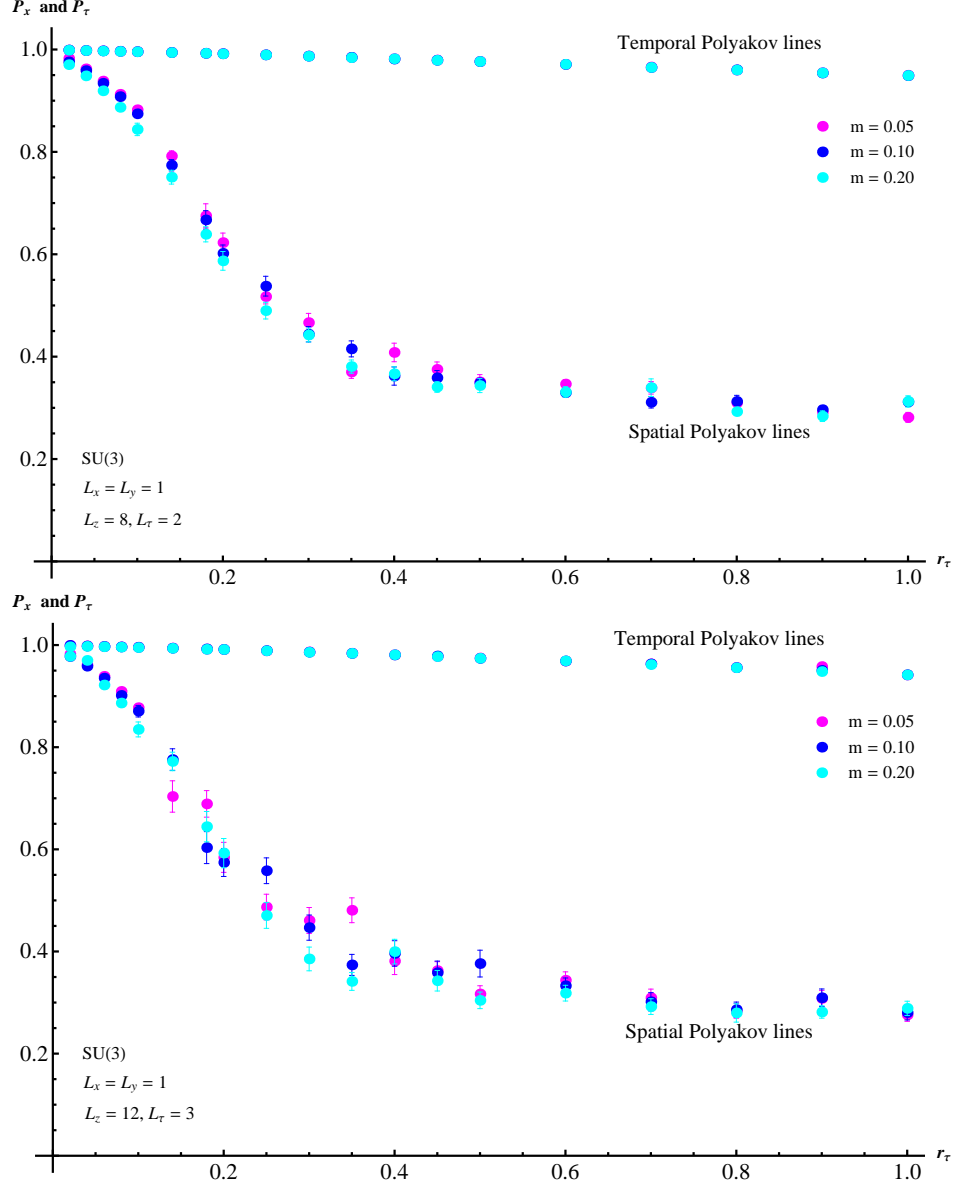 P_x and P_τ
1.0
Temporal Polyakov lines
m = 0.05
m = 0.10
m = 0.20
0.8
0.6
0.4
Spatial Polyakov lines
0.2
SU(3)
L_x = L_y = 1
L_z = 8, L_τ = 2
0.2 0.4 0.6 0.8 1.0 r_τ
P_x and P_τ
1.0
Temporal Polyakov lines
m = 0.05
m = 0.10
m = 0.20
0.8
0.6
0.4
Spatial Polyakov lines
0.2
SU(3)
L_x = L_y = 1
L_z = 12, L_τ = 3
0.2 0.4 0.6 0.8 1.0 r_τ